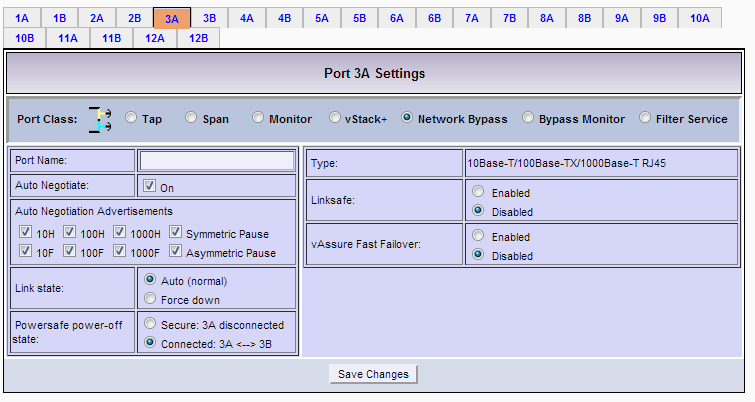 1A 1B 2A 2B 3A 3B 4A 4B 5A 5B 6A 6B 7A 7B 8A 8B 9A 9B 10A
10B 11A 11B 12A 12B
Port 3A Settings
Port Class: Tap Span Monitor vStack+ Network Bypass Bypass Monitor Filter Service
Port Name:
Auto Negotiate: On
Auto Negotiation Advertisements
10H 100H 1000H Symmetric Pause
10F 100F 1000F Asymmetric Pause
Link state: Auto (normal)
Force down
Powersafe power-off state: Secure: 3A disconnected
Connected: 3A <--> 3B
Type: 10Base-T/100Base-TX/1000Base-T RJ45
Linksafe: Enabled
Disabled
vAssure Fast Failover: Enabled
Disabled
Save Changes